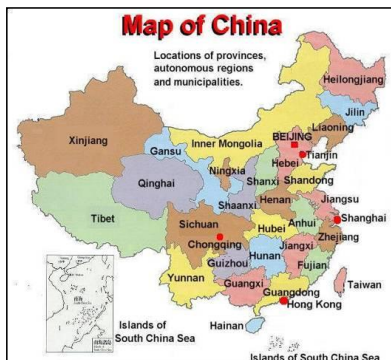 Map of China
Locations of provinces,
autonomous regions
and municipalities.
Heilongjiang
Jilin
Liaoning
Inner Mongolia
BEIJING
Tianjin
Hebei
Xinjiang
Gansu
Ningxia
Shanxi
Shandong
Qinghai
Shaanxi
Henan
Jiangsu
Tibet
Shanghai
Anhui
Sichuan
Hubei
Zhejiang
Chongqing
Hunan
Jiangxi
Guizhou
Fujian
Yunnan
Guangxi
Guangdong
Taiwan
Hong Kong
Hainan
Islands of
South China Sea
Islands of South China Sea